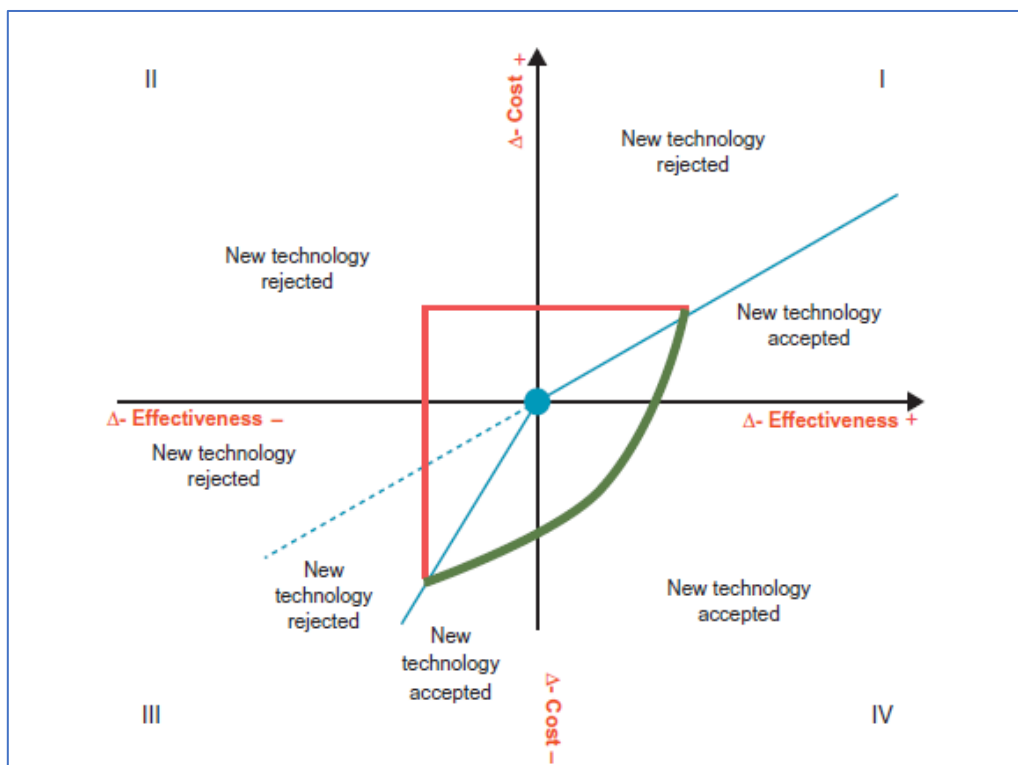 II
Δ- Cost +
I
New technology
rejected
New technology
rejected
New technology
accepted
Δ- Effectiveness –
Δ- Effectiveness +
New technology
rejected
New
technology
rejected
New technology
accepted
New
technology
accepted
Δ- Cost –
III
IV